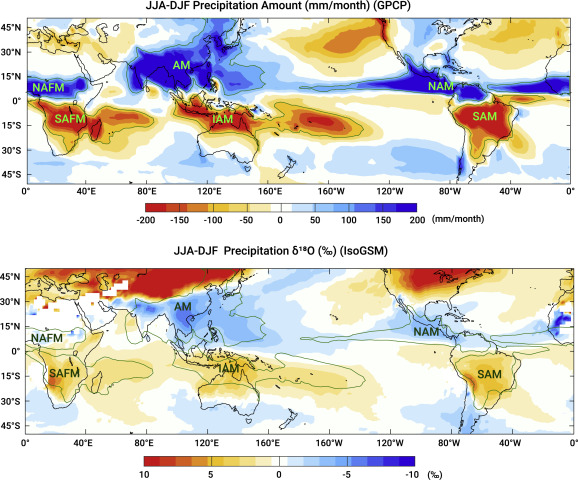 JJA-DJF Precipitation Amount (mm/month) (GPCP)
45°N
30°N
15°N
0°
15°S
30°S
45°S
AM
NAFM
NAM
SAFM
IAM
SAM
0° 40°E 80°E 120°E 160°E 160°W 120°W 80°W 40°W 0°
-200 -150 -100 -50 0 50 100 150 200 (mm/month)
JJA-DJF Precipitation δ¹⁸O (‰) (IsoGSM)
45°N
30°N
15°N
0°
15°S
30°S
45°S
AM
NAFM
NAM
SAFM
IAM
SAM
0° 40°E 80°E 120°E 160°E 160°W 120°W 80°W 40°W 0°
10 5 0 -5 -10 (‰)